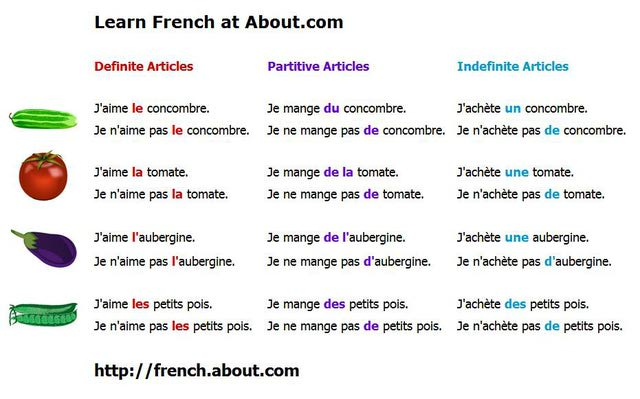 Learn French at About.com
Definite Articles Partitive Articles Indefinite Articles
J'aime le concombre. Je mange du concombre. J'achète un concombre.
Je n'aime pas le concombre. Je ne mange pas de concombre. Je n'achète pas de concombre.
J'aime la tomate. Je mange de la tomate. J'achète une tomate.
Je n'aime pas la tomate. Je ne mange pas de tomate. Je n'achète pas de tomate.
J'aime l'aubergine. Je mange de l'aubergine. J'achète une aubergine.
Je n'aime pas l'aubergine. Je ne mange pas d'aubergine. Je n'achète pas d'aubergine.
J'aime les petits pois. Je mange des petits pois. J'achète des petits pois.
Je n'aime pas les petits pois. Je ne mange pas de petits pois. Je n'achète pas de petits pois.
http://french.about.com